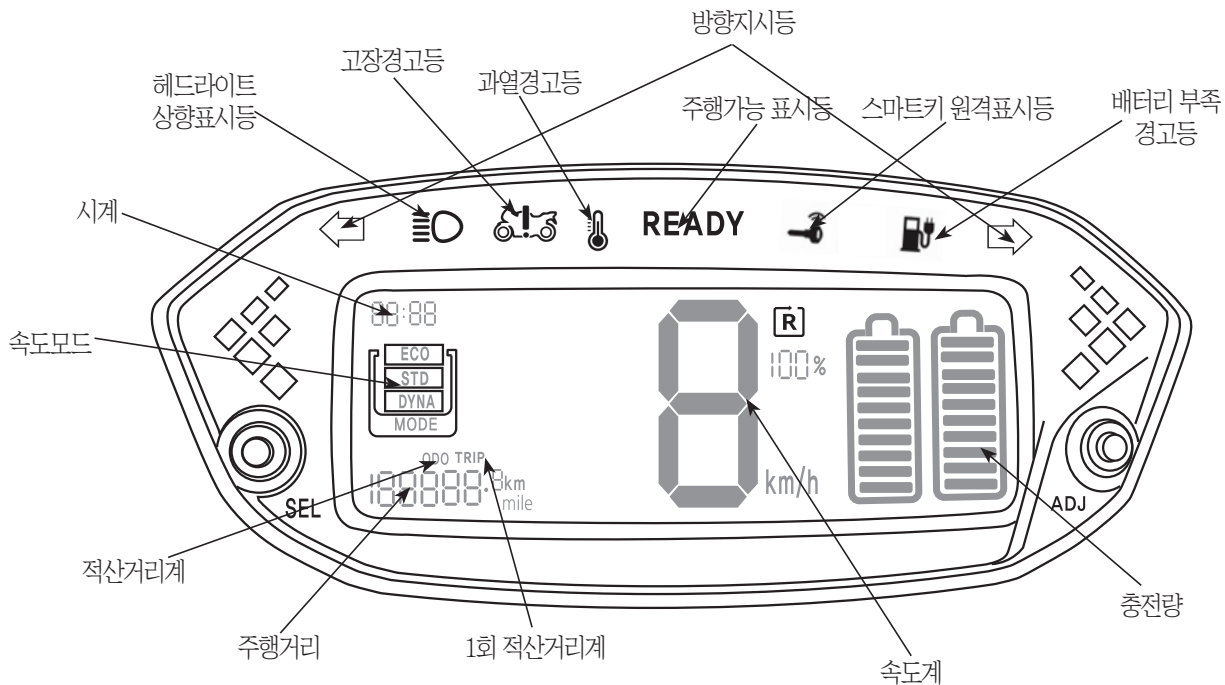 방향지시등
고장경고등
과열경고등
헤드라이트
상향표시등
주행가능 표시등
스마트키 원격표시등
배터리 부족
경고등
시계
READY
88:88
R
속도모드
ECO
100%
STD
DYNA
MODE
ODO TRIP
188888.8km
mile
km/h
SEL
8
ADJ
적산거리계
주행거리
1회 적산거리계
속도계
충전량